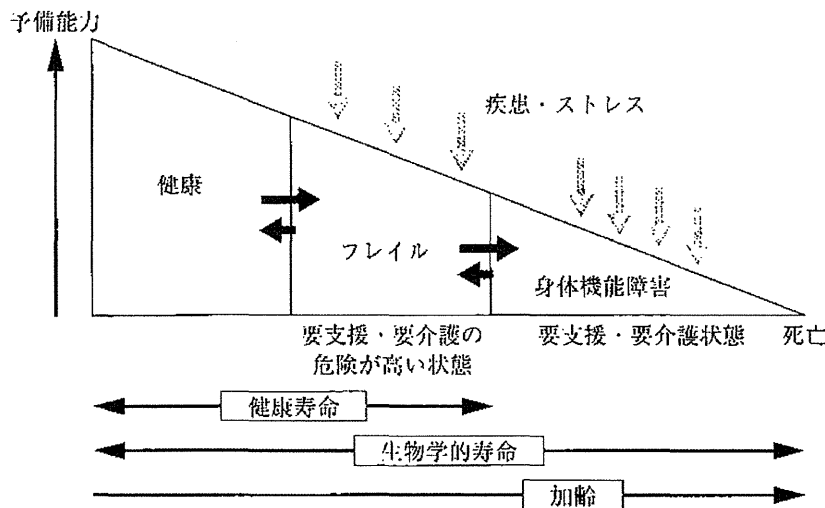 予備能力
疾患・ストレス
健康
フレイル
身体機能障害
要支援・要介護の
危険が高い状態
要支援・要介護状態
死亡
健康寿命
生物学的寿命
加齢